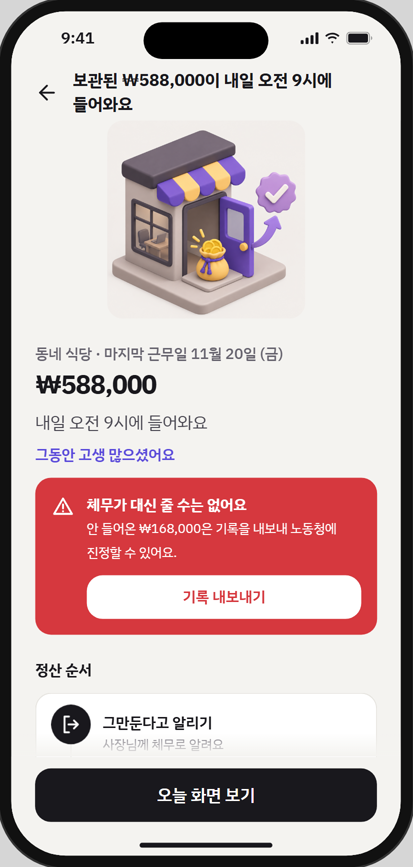 9:41
보관된 ₩588,000이 내일 오전 9시에
들어와요
동네 식당 · 마지막 근무일 11월 20일 (금)
₩588,000
내일 오전 9시에 들어와요
그동안 고생 많으셨어요
체무가 대신 줄 수는 없어요
안 들어온 ₩168,000은 기록을 내보내 노동청에
진정할 수 있어요.
기록 내보내기
정산 순서
그만둔다고 알리기
사장님께 체무로 알려요
오늘 화면 보기